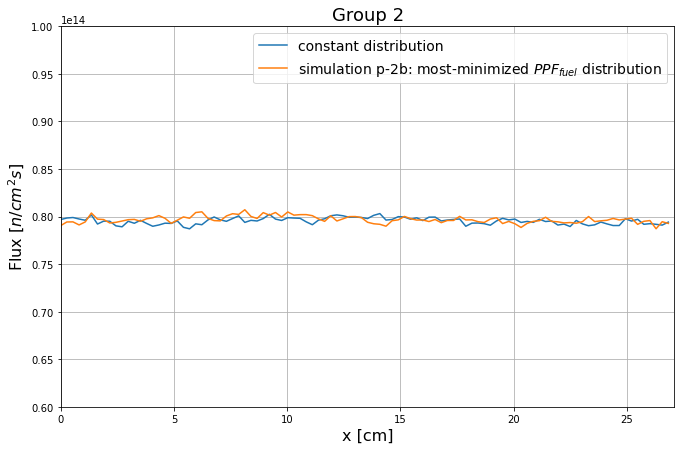 Group 2
1e14
1.00
0.95
0.90
0.85
0.80
0.75
0.70
0.65
0.60
Flux [n/cm²s]
constant distribution
simulation p-2b: most-minimized PPF_fuel distribution
0 5 10 15 20 25
x [cm]